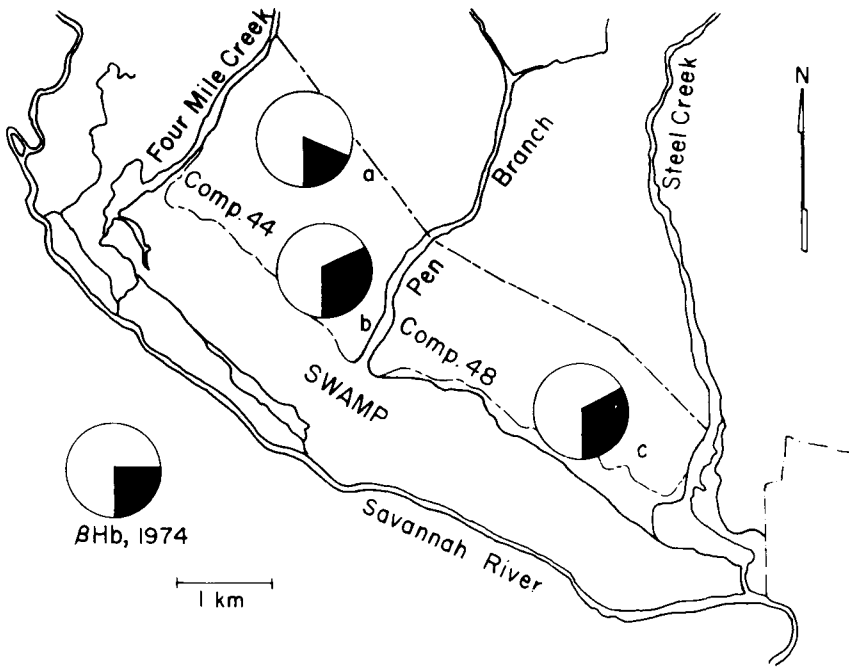 Four Mile Creek
Steel Creek
N
Branch
a
Comp. 44
Pen
b
Comp. 48
SWAMP
c
βHb, 1974
Savannah River
1 km